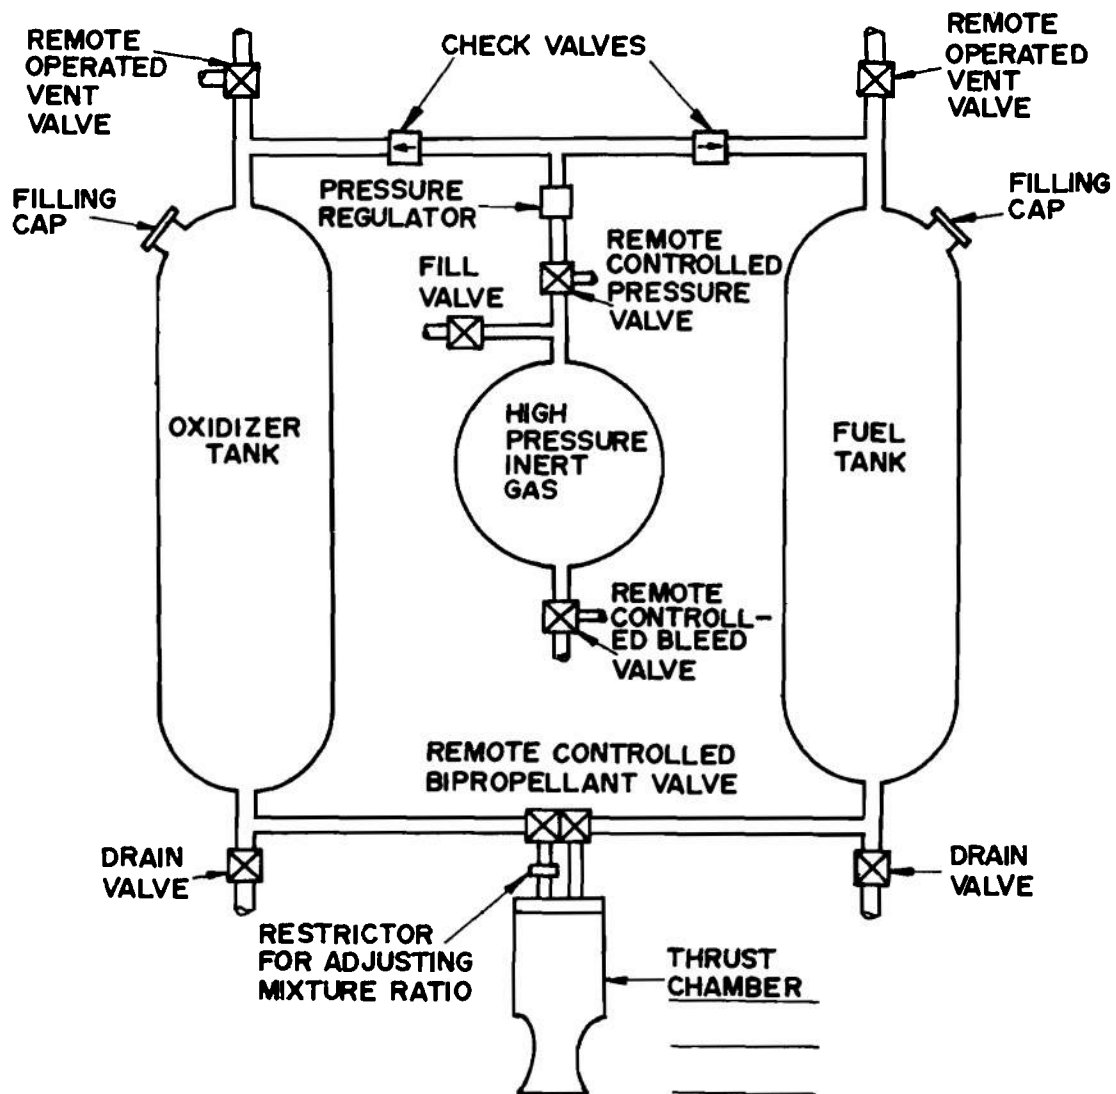 REMOTE
OPERATED
VENT
VALVE
CHECK VALVES
REMOTE
OPERATED
VENT
VALVE
FILLING
CAP
PRESSURE
REGULATOR
FILLING
CAP
FILL
VALVE
REMOTE
CONTROLLED
PRESSURE
VALVE
OXIDIZER
TANK
HIGH
PRESSURE
INERT
GAS
FUEL
TANK
REMOTE
CONTROLL-
ED BLEED
VALVE
REMOTE CONTROLLED
BIPROPELLANT VALVE
DRAIN
VALVE
DRAIN
VALVE
RESTRICTOR
FOR ADJUSTING
MIXTURE RATIO
THRUST
CHAMBER